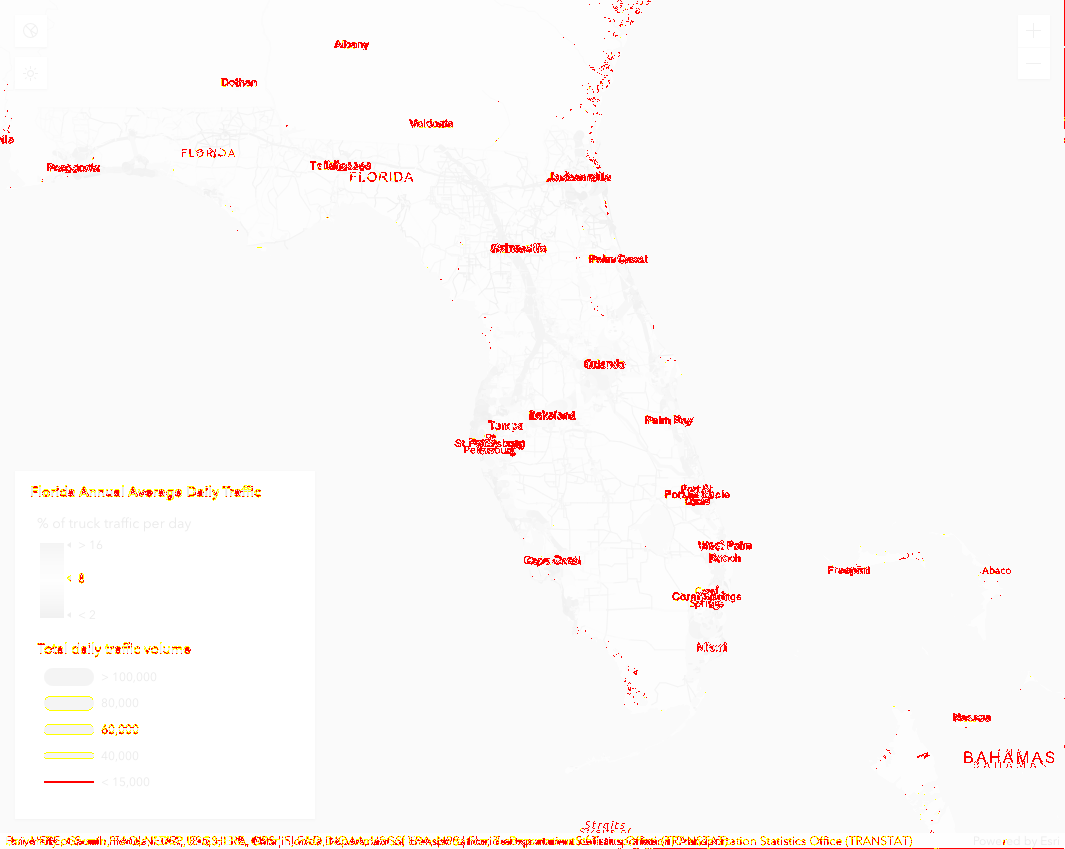 Albany
Dothan
Valdosta
FLORIDA
Pensacola
FLORIDA
Jacksonville
Gainesville
Palm Coast
Orlando
Lakeland
Tampa
Palm Bay
St. Petersburg
Port St. Lucie
Florida Annual Average Daily Traffic
% of truck traffic per day
> 16
8
< 2
Cape Coral
West Palm
Beach
Freeport
Abaco
Coral Springs
Miami
Total daily traffic volume
> 100,000
80,000
60,000
40,000
< 15,000
Nassau
BAHAMAS
Straits
Transportation Statistics Office (TRANSTAT)
Powered by Esri